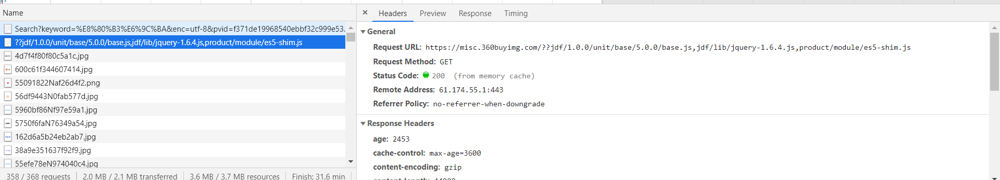 Name
Search?keyword=%E8%80%B3%E6%9C%BA&enc=utf-8&pvid=f371de19968540ebbf32c999e53.
??jdf/1.0.0/unit/base/5.0.0/base.js,jdf/lib/jquery-1.6.4.js,product/module/es5-shim.js
4d7f4f80f80c5a1c.jpg
600c61f344607414.jpg
55091822Naf26d4f2.png
56df9443N0fab577d.jpg
5960bf86Nf97e59a1.jpg
5750f6faN76349a54.jpg
162d6a5b24eb2ab7.jpg
38a9e351637f92f9.jpg
55efe78eN974040c4.jpg
358 / 368 requests
2.0 MB / 2.1 MB transferred
3.6 MB / 3.7 MB resources
Finish: 31.6 min
× Headers Preview Response Timing
General
Request URL: https://misc.360buyimg.com/??jdf/1.0.0/unit/base/5.0.0/base.js,jdf/lib/jquery-1.6.4.js,product/module/es5-shim.js
Request Method: GET
Status Code: 200 (from memory cache)
Remote Address: 61.174.55.1:443
Referrer Policy: no-referrer-when-downgrade
Response Headers
age: 2453
cache-control: max-age=3600
content-encoding: gzip